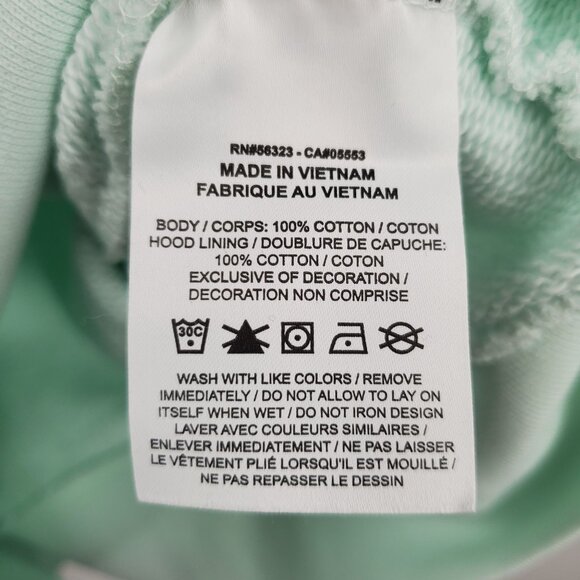 RN#56323 - CA#05553
MADE IN VIETNAM
FABRIQUE AU VIETNAM
BODY / CORPS: 100% COTTON / COTON
HOOD LINING / DOUBLURE DE CAPUCHE:
100% COTTON / COTON
EXCLUSIVE OF DECORATION /
DECORATION NON COMPRISE
30C
WASH WITH LIKE COLORS / REMOVE
IMMEDIATELY / DO NOT ALLOW TO LAY ON
ITSELF WHEN WET / DO NOT IRON DESIGN
LAVER AVEC COULEURS SIMILAIRES /
ENLEVER IMMEDIATEMENT / NE PAS LAISSER
LE VÊTEMENT PLIÉ LORSQU'IL EST MOUILLÉ /
NE PAS REPASSER LE DESSIN